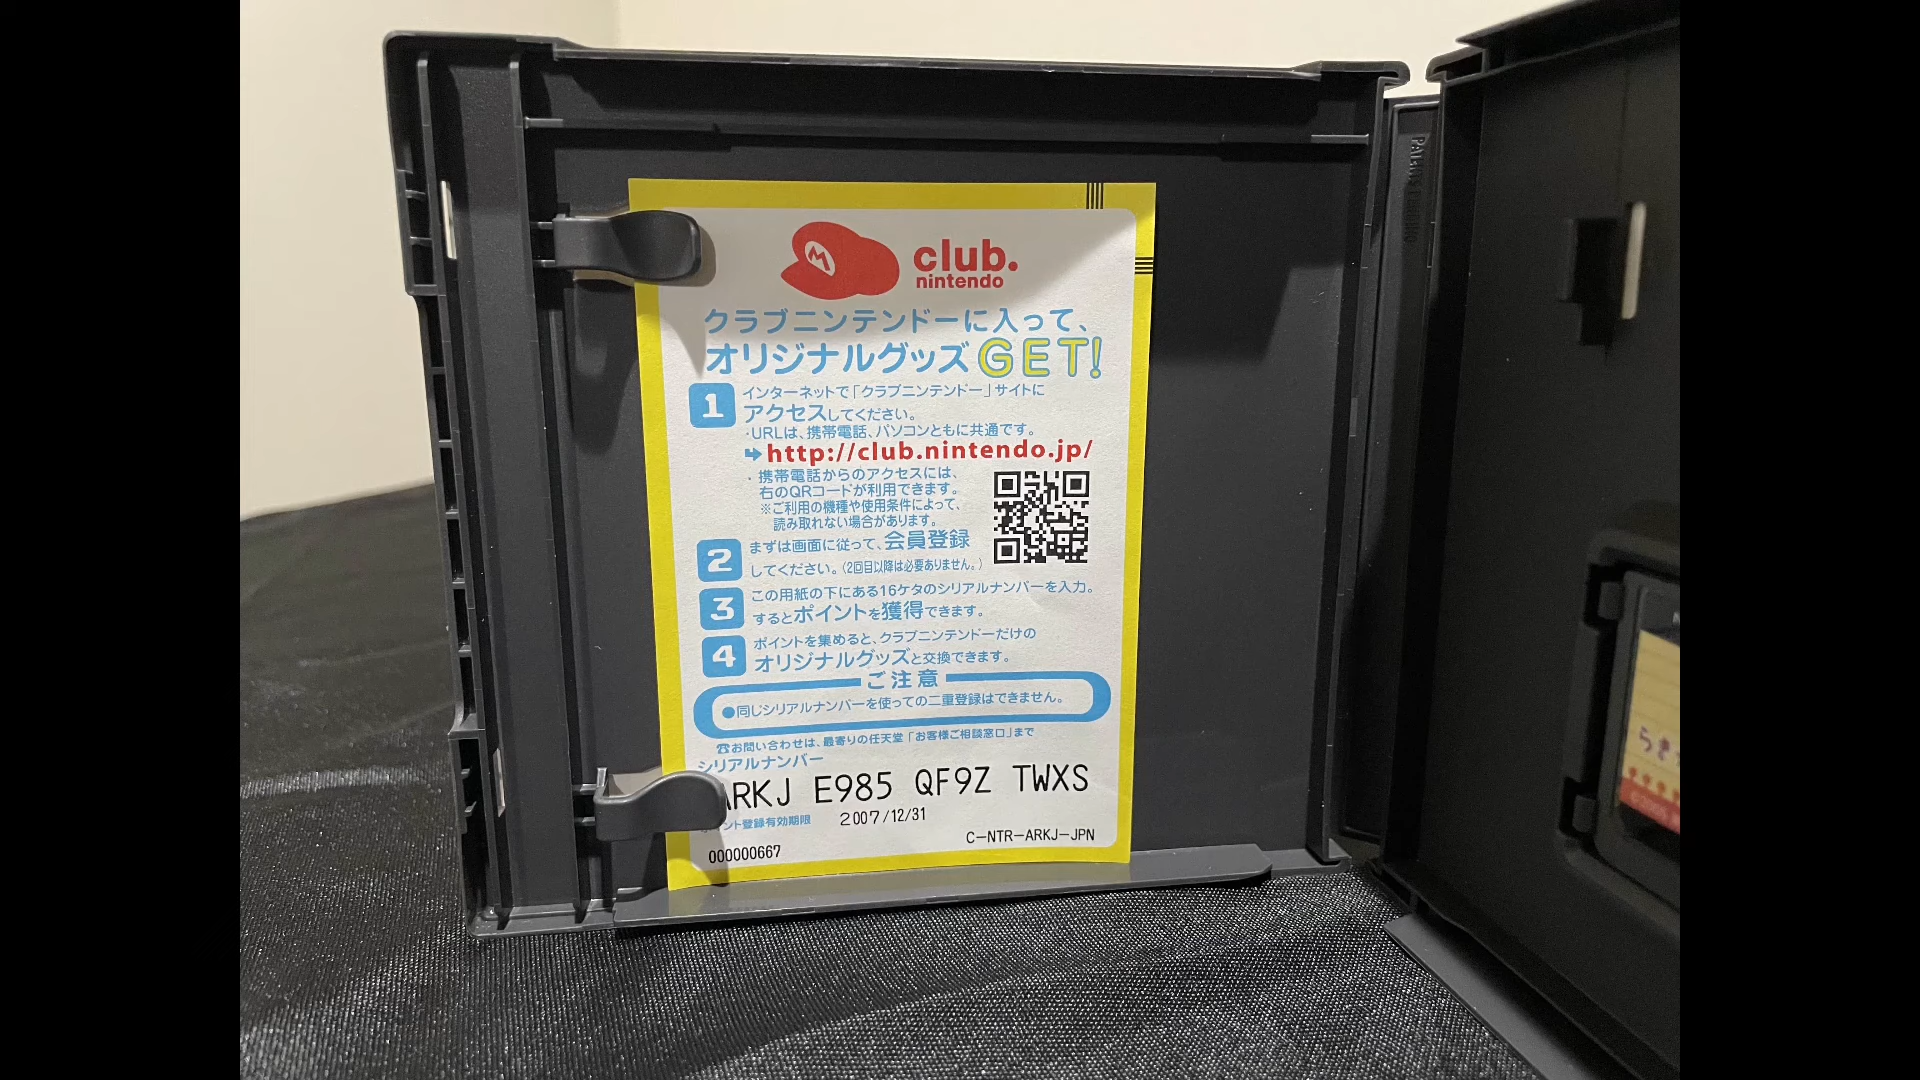 club.
nintendo
クラブニンテンドーに入って、
オリジナルグッズGET!
1 インターネットで「クラブニンテンドー」サイトに
アクセスしてください。
・URLは、携帯電話、パソコンともに共通です。
➡http://club.nintendo.jp/
・携帯電話からのアクセスには、
右のQRコードが利用できます。
※ご利用の機種や使用条件によって、
読み取れない場合があります。
2 まずは画面に従って、会員登録
してください。(2回目以降は必要ありません。)
3 この用紙の下にある16ケタのシリアルナンバーを入力。
するとポイントを獲得できます。
4 ポイントを集めると、クラブニンテンドーだけの
オリジナルグッズと交換できます。
ご注意
●同じシリアルナンバーを使っての二重登録はできません。
☎お問い合わせは、最寄りの任天堂「お客様ご相談窓口」まで
シリアルナンバー
ARKJ E985 QF9Z TWXS
ント登録有効期限 2007/12/31
C-NTR-ARKJ-JPN
000000667
らき